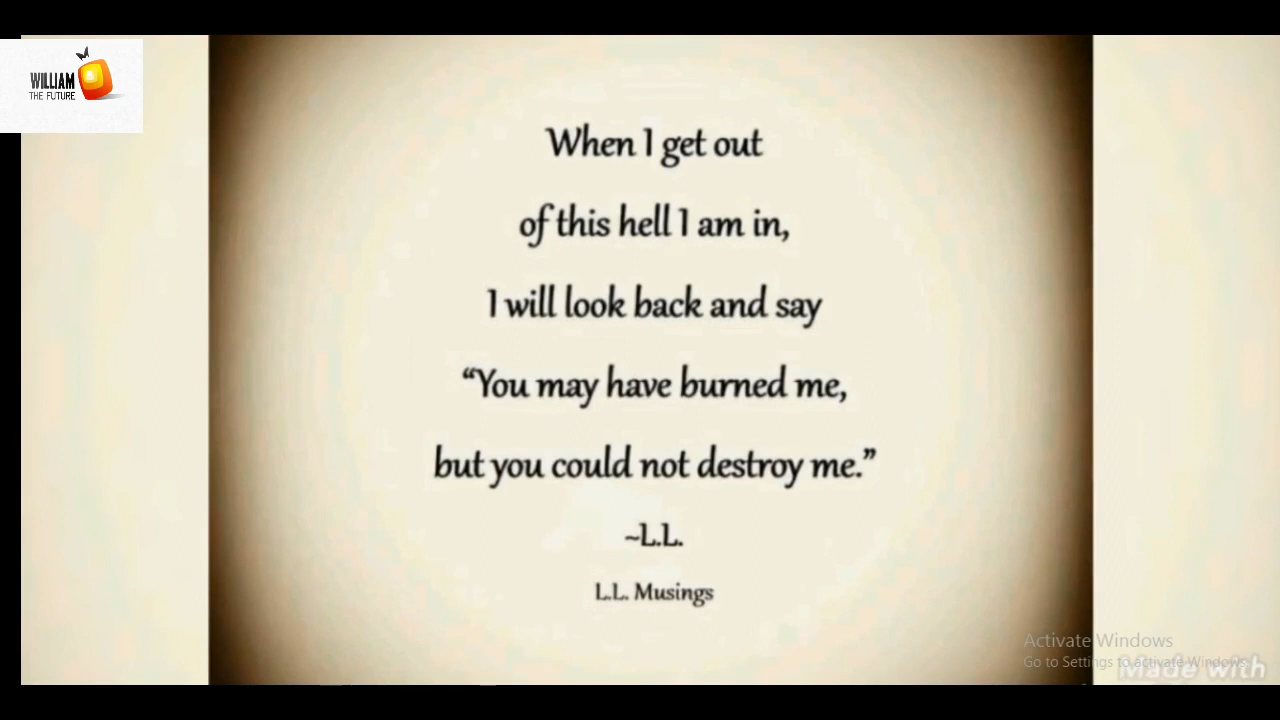 WILLIAM
THE FUTURE
When I get out
of this hell I am in,
I will look back and say
“You may have burned me,
but you could not destroy me.”
~L.L.
L.L. Musings
Activate Windows
Go to Settings to activate Windows.
Made with